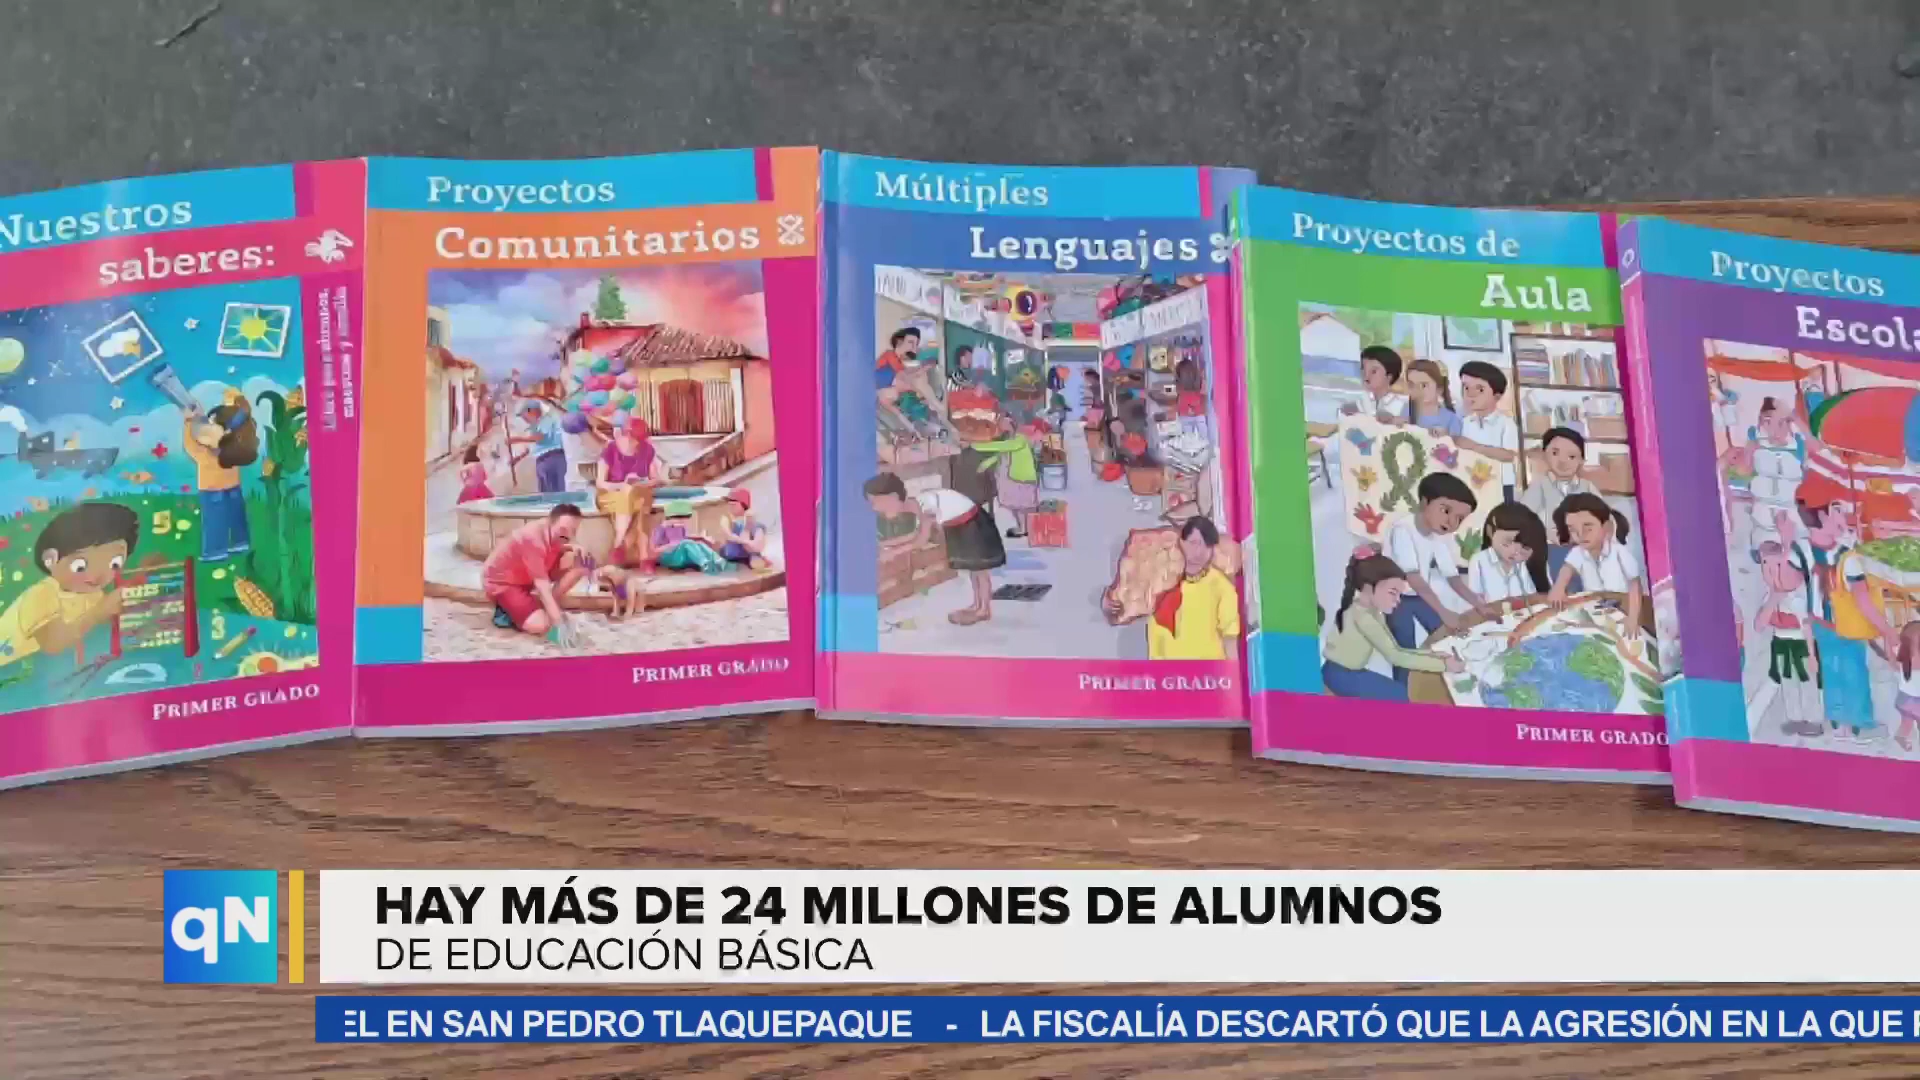 Nuestros
saberes:
PRIMER GRADO
Proyectos
Comunitarios
PRIMER GRADO
Múltiples
Lenguajes
PRIMER GRADO
Proyectos de
Aula
PRIMER GRADO
Proyectos
qN
HAY MÁS DE 24 MILLONES DE ALUMNOS
DE EDUCACIÓN BÁSICA
EL EN SAN PEDRO TLAQUEPAQUE - LA FISCALÍA DESCARTÓ QUE LA AGRESIÓN EN LA QUE